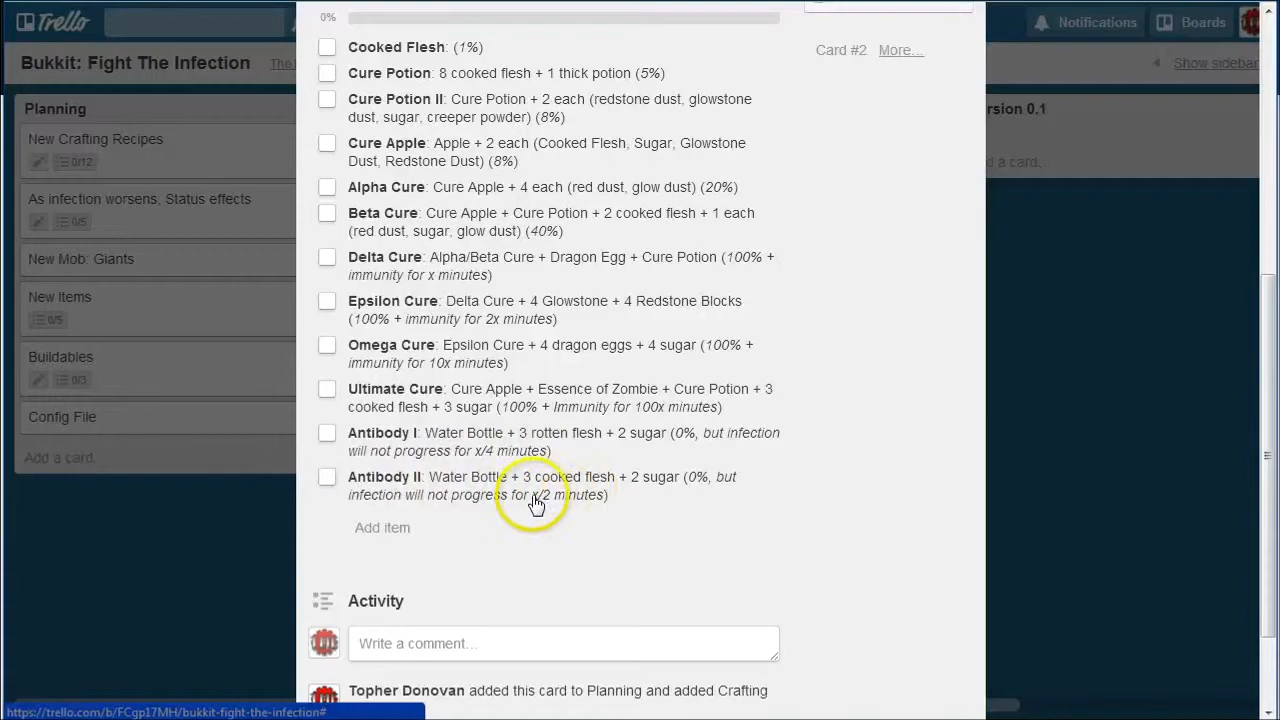 Trello
Notifications
Boards
Bukkit: Fight The Infection
The
Show sidebar
0%
Card #2 More...
Cooked Flesh: (1%)
Cure Potion: 8 cooked flesh + 1 thick potion (5%)
Cure Potion II: Cure Potion + 2 each (redstone dust, glowstone
dust, sugar, creeper powder) (8%)
Cure Apple: Apple + 2 each (Cooked Flesh, Sugar, Glowstone
Dust, Redstone Dust) (8%)
Alpha Cure: Cure Apple + 4 each (red dust, glow dust) (20%)
Beta Cure: Cure Apple + Cure Potion + 2 cooked flesh + 1 each
(red dust, sugar, glow dust) (40%)
Delta Cure: Alpha/Beta Cure + Dragon Egg + Cure Potion (100% +
immunity for x minutes)
Epsilon Cure: Delta Cure + 4 Glowstone + 4 Redstone Blocks
(100% + immunity for 2x minutes)
Omega Cure: Epsilon Cure + 4 dragon eggs + 4 sugar (100% +
immunity for 10x minutes)
Ultimate Cure: Cure Apple + Essence of Zombie + Cure Potion + 3
cooked flesh + 3 sugar (100% + Immunity for 100x minutes)
Antibody I: Water Bottle + 3 rotten flesh + 2 sugar (0%, but infection
will not progress for x/4 minutes)
Antibody II: Water Bottle + 3 cooked flesh + 2 sugar (0%, but
infection will not progress for x/2 minutes)
Add item
Activity
Write a comment…
Topher Donovan added this card to Planning and added Crafting
Planning
New Crafting Recipes
0/12
As infection worsens, Status effects
0/5
New Mob: Giants
New Items
0/5
Buildables
0/3
Config File
Add a card.
ersion 0.1
d a card…
https://trello.com/b/FCgp17MH/bukkit-fight-the-infection#